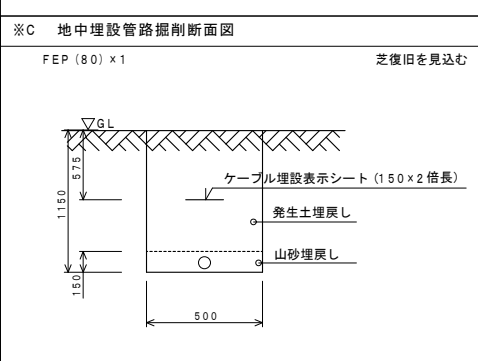 ※C 地中埋設管路掘削断面図
FEP(80)×1
芝復旧を見込む
GL
575
1150
150
ケーブル埋設表示シート(150×2倍長)
発生土埋戻し
山砂埋戻し
500